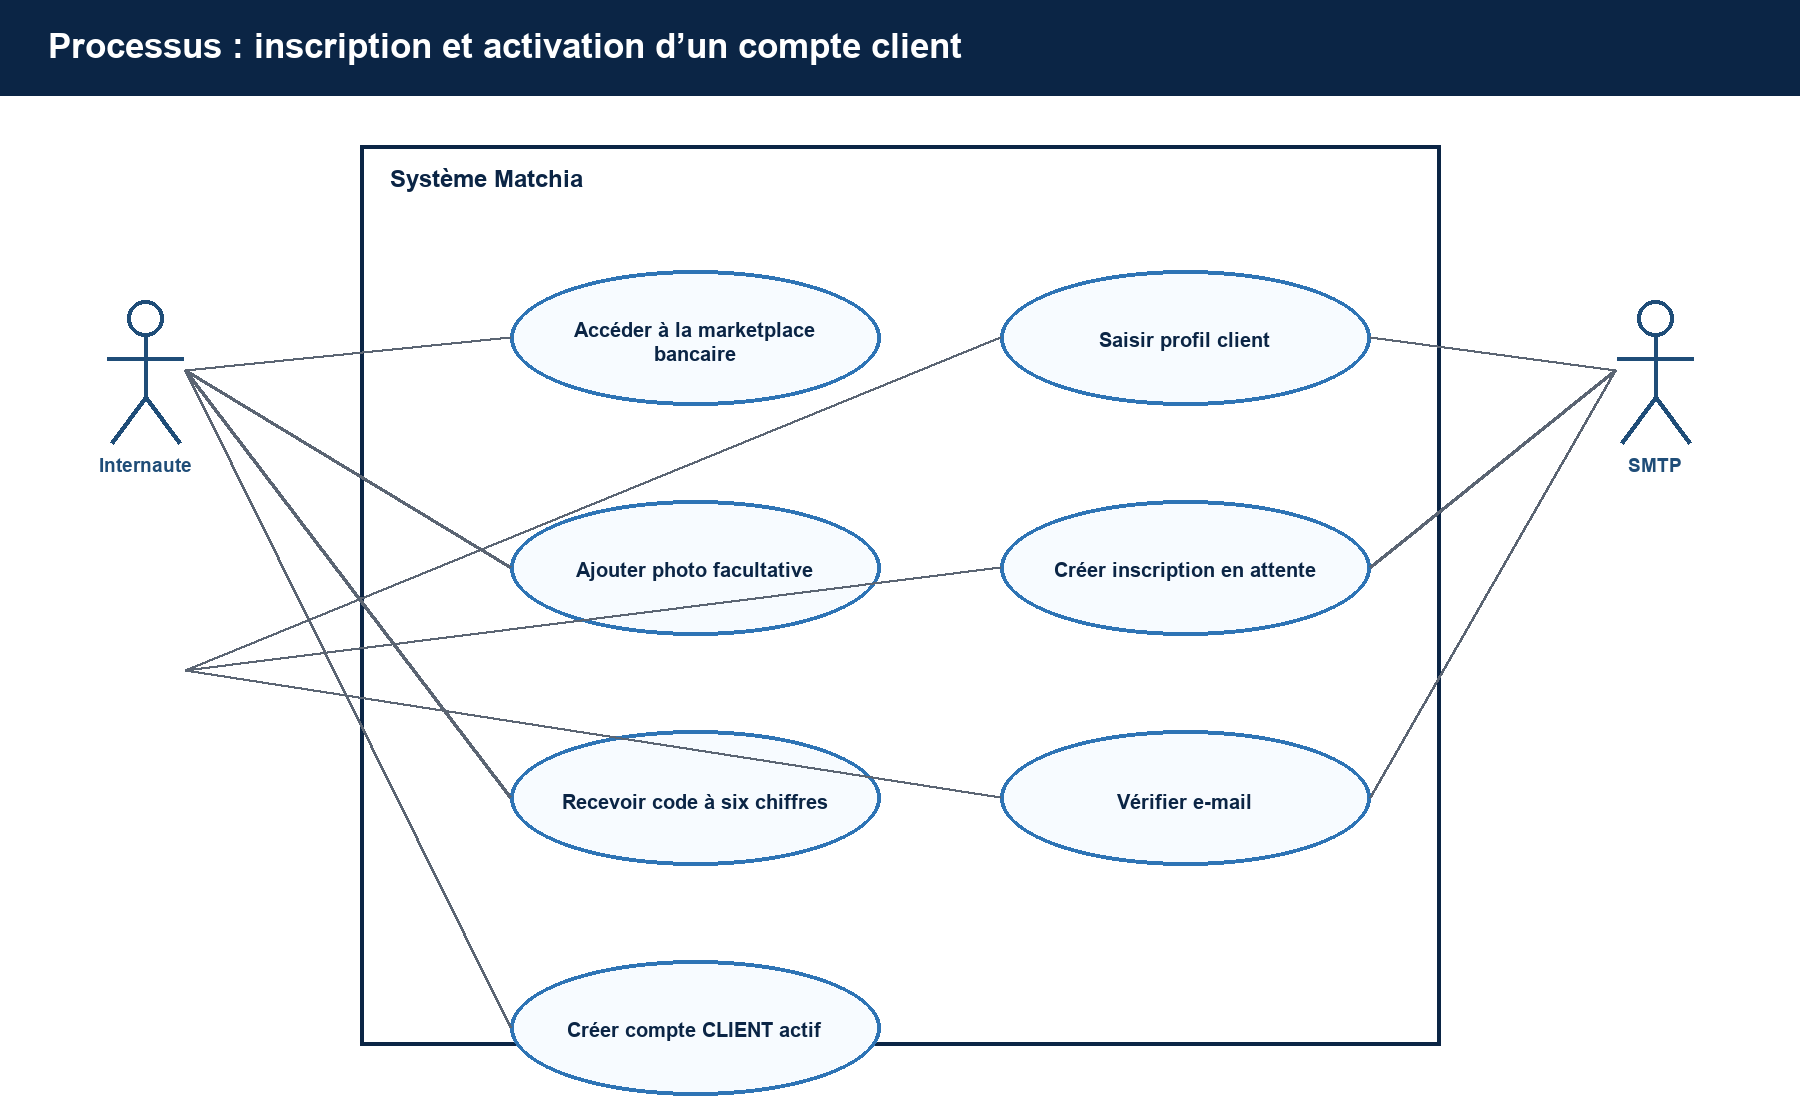 Processus : inscription et activation d’un compte client
Système Matchia
Accéder à la marketplace
bancaire
Saisir profil client
Internaute
SMTP
Ajouter photo facultative
Créer inscription en attente
Recevoir code à six chiffres
Vérifier e-mail
Créer compte CLIENT actif